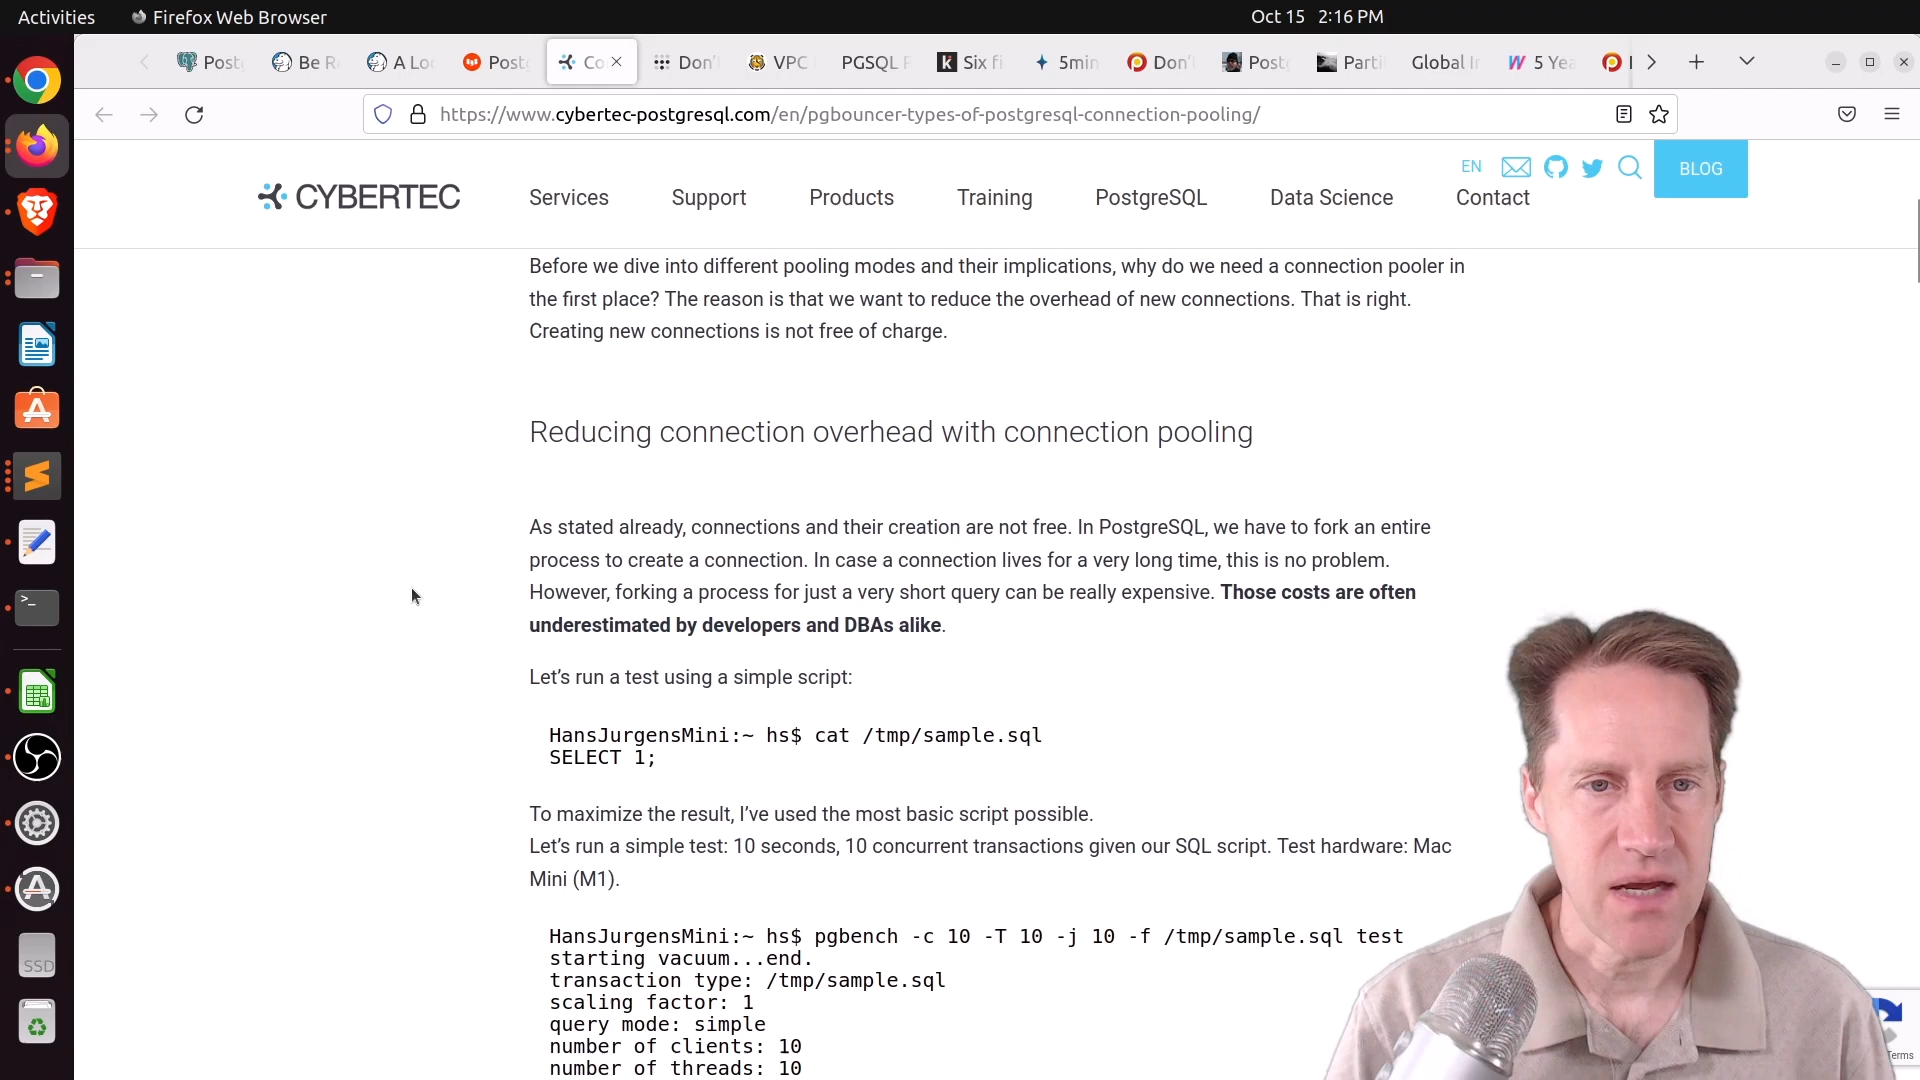 Activities
Firefox Web Browser
Oct 15 2:16 PM
Post
Be R
A Lo
Post
Co
Don'
VPC
PGSQL
Six fi
5min
Don'
Post
Parti
Global I
5 Yea
https://www.cybertec-postgresql.com/en/pgbouncer-types-of-postgresql-connection-pooling/
EN
BLOG
CYBERTEC
Services
Support
Products
Training
PostgreSQL
Data Science
Contact
Before we dive into different pooling modes and their implications, why do we need a connection pooler in
the first place? The reason is that we want to reduce the overhead of new connections. That is right.
Creating new connections is not free of charge.
Reducing connection overhead with connection pooling
As stated already, connections and their creation are not free. In PostgreSQL, we have to fork an entire
process to create a connection. In case a connection lives for a very long time, this is no problem.
However, forking a process for just a very short query can be really expensive. Those costs are often
underestimated by developers and DBAs alike.
Let’s run a test using a simple script:
HansJurgensMini:~ hs$ cat /tmp/sample.sql
SELECT 1;
To maximize the result, I’ve used the most basic script possible.
Let’s run a simple test: 10 seconds, 10 concurrent transactions given our SQL script. Test hardware: Mac
Mini (M1).
HansJurgensMini:~ hs$ pgbench -c 10 -T 10 -j 10 -f /tmp/sample.sql test
starting vacuum...end.
transaction type: /tmp/sample.sql
scaling factor: 1
query mode: simple
number of clients: 10
number of threads: 10
SSD
Terms